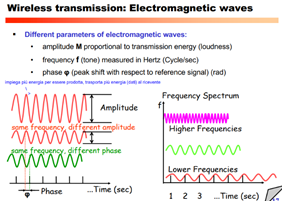 Wireless transmission: Electromagnetic waves
Different parameters of electromagnetic waves:
amplitude M proportional to transmission energy (loudness)
frequency f (tone) measured in Hertz (Cycle/sec)
phase φ (peak shift with respect to reference signal) (rad)
impiega più energia per essere prodotta, trasporta più energia (dati) al ricevente
Amplitude
same frequency, different amplitude
same frequency, different phase
φ
Phase
...Time (sec)
Frequency Spectrum
Higher Frequencies
Lower Frequencies
1 2 3 ...Time (sec)